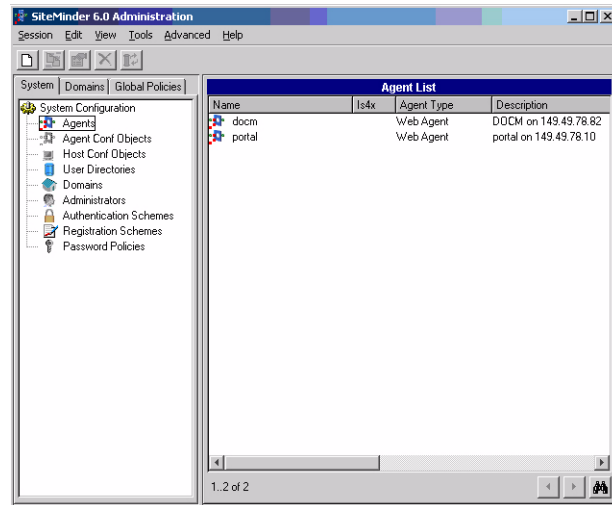 SiteMinder 6.0 Administration
Session Edit View Tools Advanced Help
System Domains Global Policies
System Configuration
Agents
Agent Conf Objects
Host Conf Objects
User Directories
Domains
Administrators
Authentication Schemes
Registration Schemes
Password Policies
Agent List
Name Is4x Agent Type Description
docm Web Agent DOCM on 149.49.78.82
portal Web Agent portal on 149.49.78.10
1..2 of 2